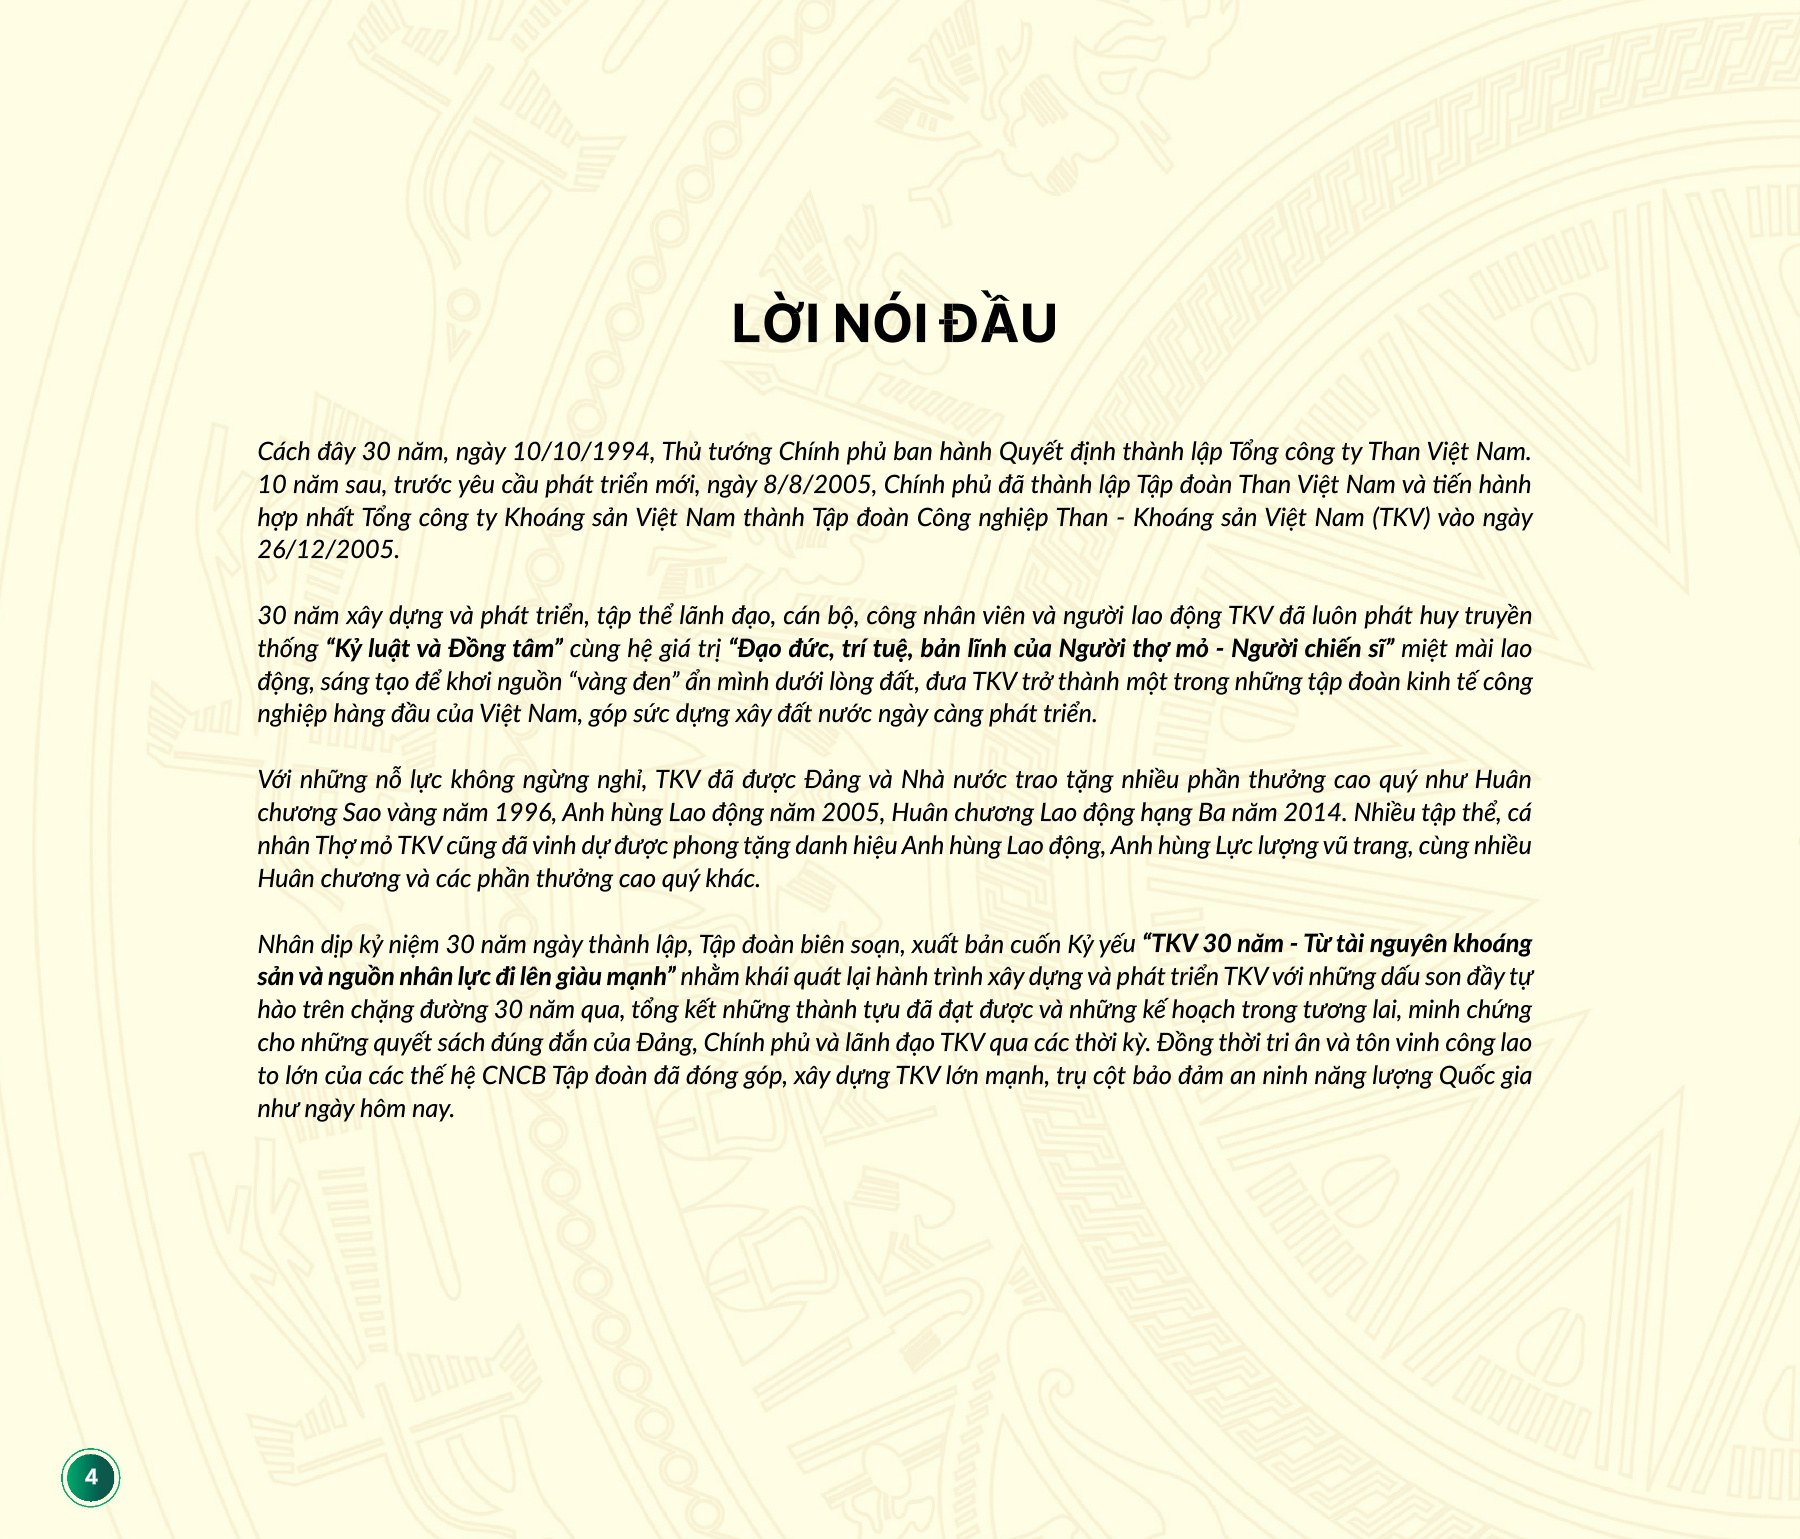 LỜI NÓI ĐẦU
Cách đây 30 năm, ngày 10/10/1994, Thủ tướng Chính phủ ban hành Quyết định thành lập Tổng công ty Than Việt Nam.
10 năm sau, trước yêu cầu phát triển mới, ngày 8/8/2005, Chính phủ đã thành lập Tập đoàn Than Việt Nam và tiến hành
hợp nhất Tổng công ty Khoáng sản Việt Nam thành Tập đoàn Công nghiệp Than - Khoáng sản Việt Nam (TKV) vào ngày
26/12/2005.
30 năm xây dựng và phát triển, tập thể lãnh đạo, cán bộ, công nhân viên và người lao động TKV đã luôn phát huy truyền
thống “Kỷ luật và Đồng tâm” cùng hệ giá trị “Đạo đức, trí tuệ, bản lĩnh của Người thợ mỏ - Người chiến sĩ” miệt mài lao
động, sáng tạo để khơi nguồn “vàng đen” ẩn mình dưới lòng đất, đưa TKV trở thành một trong những tập đoàn kinh tế công
nghiệp hàng đầu của Việt Nam, góp sức dựng xây đất nước ngày càng phát triển.
Với những nỗ lực không ngừng nghỉ, TKV đã được Đảng và Nhà nước trao tặng nhiều phần thưởng cao quý như Huân
chương Sao vàng năm 1996, Anh hùng Lao động năm 2005, Huân chương Lao động hạng Ba năm 2014. Nhiều tập thể, cá
nhân Thợ mỏ TKV cũng đã vinh dự được phong tặng danh hiệu Anh hùng Lao động, Anh hùng Lực lượng vũ trang, cùng nhiều
Huân chương và các phần thưởng cao quý khác.
Nhân dịp kỷ niệm 30 năm ngày thành lập, Tập đoàn biên soạn, xuất bản cuốn Kỷ yếu “TKV 30 năm - Từ tài nguyên khoáng
sản và nguồn nhân lực đi lên giàu mạnh” nhằm khái quát lại hành trình xây dựng và phát triển TKV với những dấu son đầy tự
hào trên chặng đường 30 năm qua, tổng kết những thành tựu đã đạt được và những kế hoạch trong tương lai, minh chứng
cho những quyết sách đúng đắn của Đảng, Chính phủ và lãnh đạo TKV qua các thời kỳ. Đồng thời tri ân và tôn vinh công lao
to lớn của các thế hệ CNCB Tập đoàn đã đóng góp, xây dựng TKV lớn mạnh, trụ cột bảo đảm an ninh năng lượng Quốc gia
như ngày hôm nay.
4